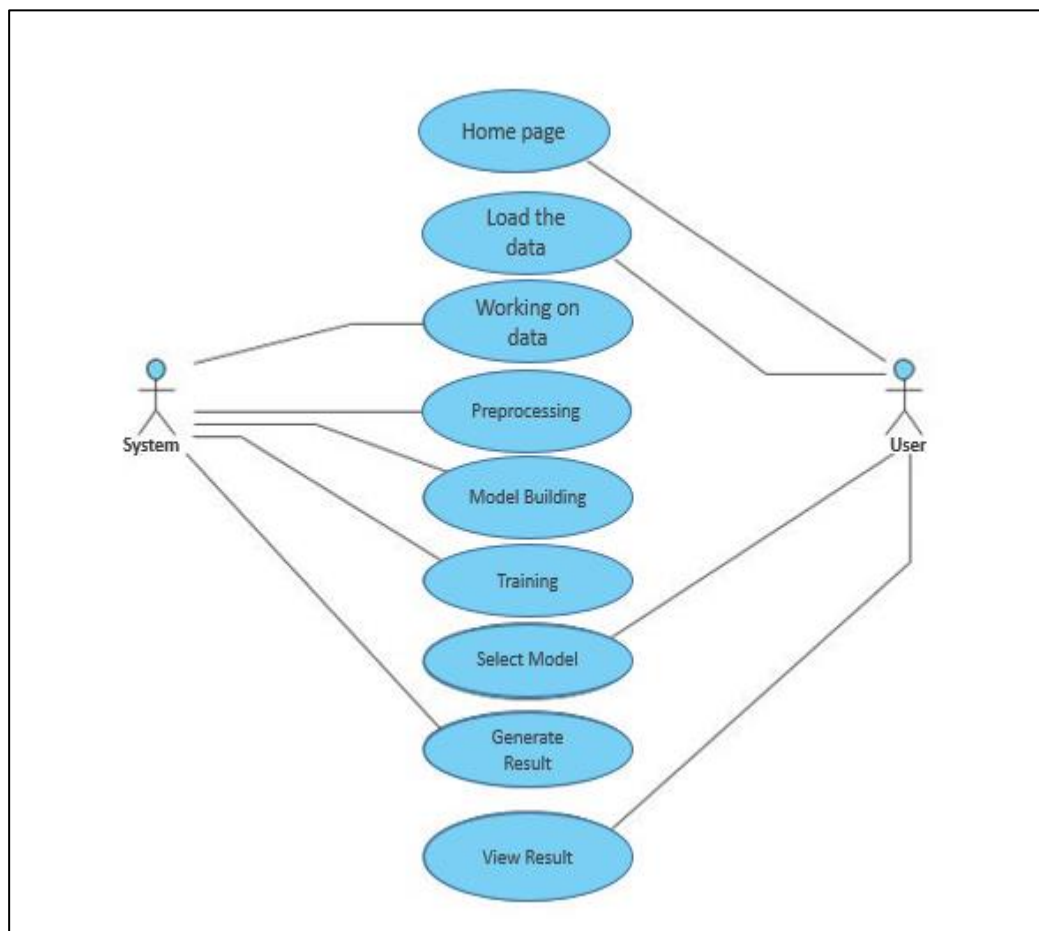 Home page
Load the
data
Working on
data
Preprocessing
System
User
Model Building
Training
Select Model
Generate
Result
View Result